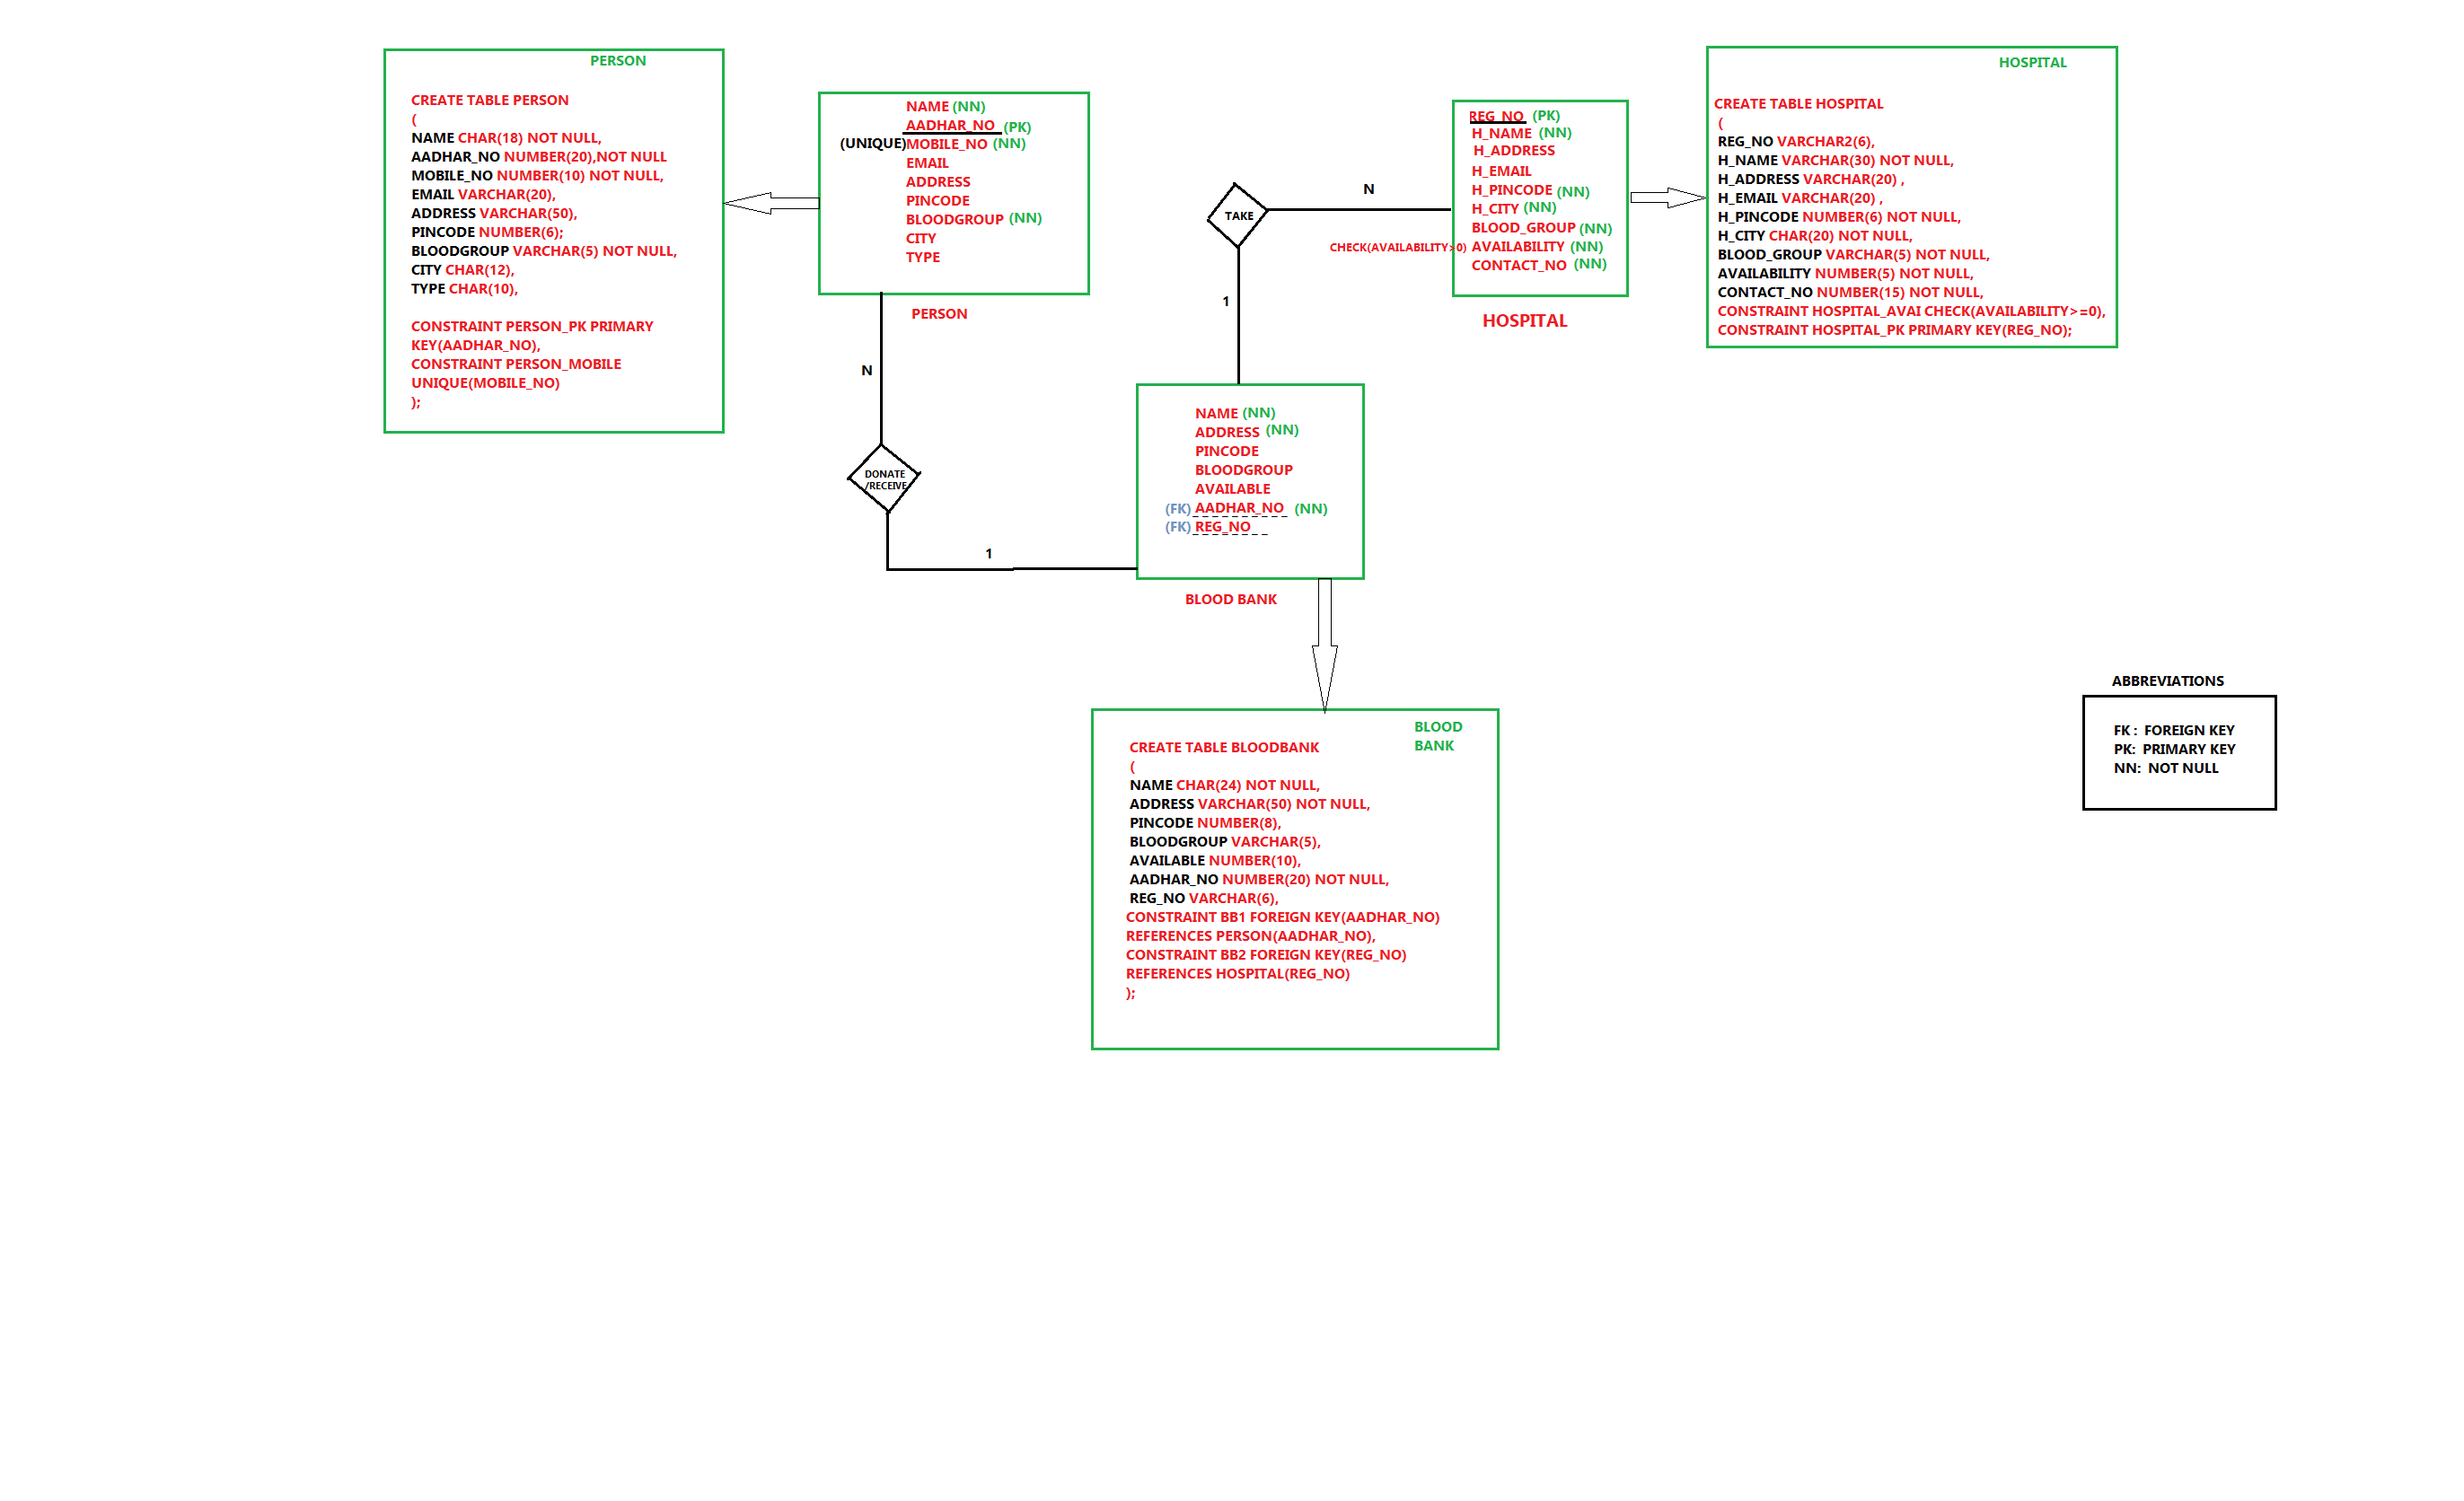 PERSON
CREATE TABLE PERSON
(
NAME CHAR(18) NOT NULL,
AADHAR_NO NUMBER(20),NOT NULL
MOBILE_NO NUMBER(10) NOT NULL,
EMAIL VARCHAR(20),
ADDRESS VARCHAR(50),
PINCODE NUMBER(6);
BLOODGROUP VARCHAR(5) NOT NULL,
CITY CHAR(12),
TYPE CHAR(10),
CONSTRAINT PERSON_PK PRIMARY
KEY(AADHAR_NO),
CONSTRAINT PERSON_MOBILE
UNIQUE(MOBILE_NO)
);
NAME (NN)
AADHAR_NO (PK)
(UNIQUE)MOBILE_NO (NN)
EMAIL
ADDRESS
PINCODE
BLOODGROUP (NN)
CITY
TYPE
PERSON
N
DONATE
/RECEIVE
1
TAKE
N
1
REG_NO (PK)
H_NAME (NN)
H_ADDRESS
H_EMAIL
H_PINCODE (NN)
H_CITY (NN)
BLOOD_GROUP (NN)
CHECK(AVAILABILITY>0) AVAILABILITY (NN)
CONTACT_NO (NN)
HOSPITAL
HOSPITAL
CREATE TABLE HOSPITAL
(
REG_NO VARCHAR2(6),
H_NAME VARCHAR(30) NOT NULL,
H_ADDRESS VARCHAR(20) ,
H_EMAIL VARCHAR(20) ,
H_PINCODE NUMBER(6) NOT NULL,
H_CITY CHAR(20) NOT NULL,
BLOOD_GROUP VARCHAR(5) NOT NULL,
AVAILABILITY NUMBER(5) NOT NULL,
CONTACT_NO NUMBER(15) NOT NULL,
CONSTRAINT HOSPITAL_AVAI CHECK(AVAILABILITY>=0),
CONSTRAINT HOSPITAL_PK PRIMARY KEY(REG_NO);
NAME (NN)
ADDRESS (NN)
PINCODE
BLOODGROUP
AVAILABLE
(FK) AADHAR_NO (NN)
(FK) REG_NO
BLOOD BANK
BLOOD
BANK
CREATE TABLE BLOODBANK
(
NAME CHAR(24) NOT NULL,
ADDRESS VARCHAR(50) NOT NULL,
PINCODE NUMBER(8),
BLOODGROUP VARCHAR(5),
AVAILABLE NUMBER(10),
AADHAR_NO NUMBER(20) NOT NULL,
REG_NO VARCHAR(6),
CONSTRAINT BB1 FOREIGN KEY(AADHAR_NO)
REFERENCES PERSON(AADHAR_NO),
CONSTRAINT BB2 FOREIGN KEY(REG_NO)
REFERENCES HOSPITAL(REG_NO)
);
ABBREVIATIONS
FK : FOREIGN KEY
PK: PRIMARY KEY
NN: NOT NULL